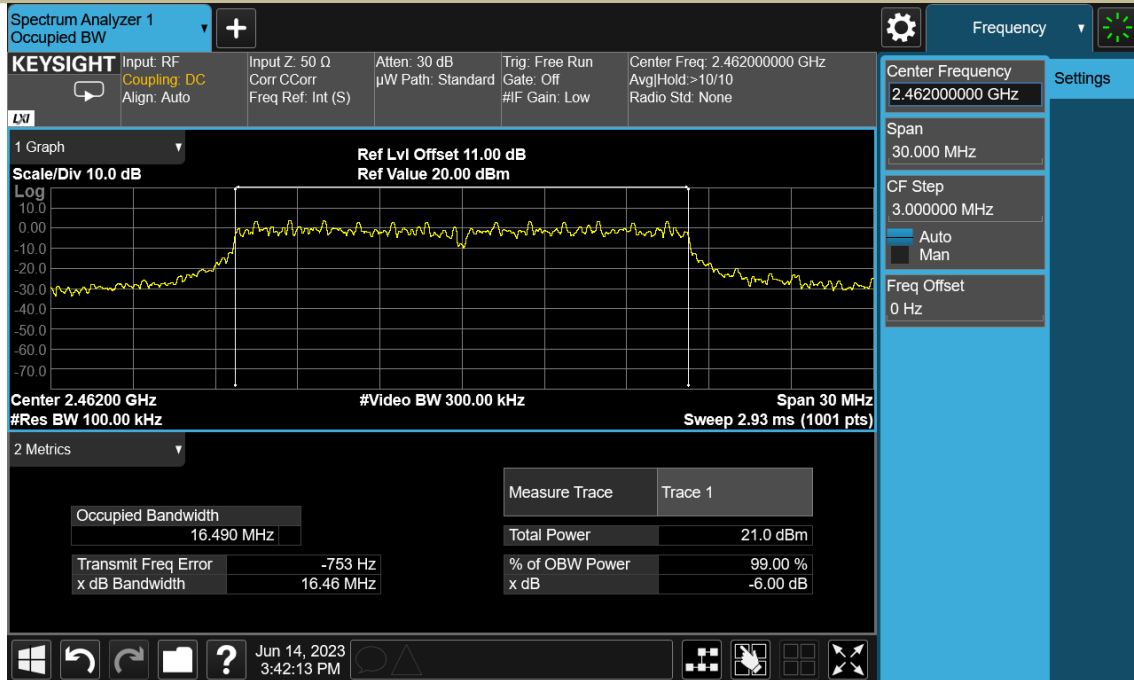 Spectrum Analyzer 1
Occupied BW
+
Frequency
KEYSIGHT
LXI
Input: RF
Coupling: DC
Align: Auto
Input Z: 50 Ω
Corr CCorr
Freq Ref: Int (S)
Atten: 30 dB
µW Path: Standard
Trig: Free Run
Gate: Off
#IF Gain: Low
Center Freq: 2.462000000 GHz
Avg|Hold:>10/10
Radio Std: None
Center Frequency
2.462000000 GHz
Settings
Span
30.000 MHz
CF Step
3.000000 MHz
Auto
Man
Freq Offset
0 Hz
1 Graph
Scale/Div 10.0 dB
Ref Lvl Offset 11.00 dB
Ref Value 20.00 dBm
Log
10.0
0.00
-10.0
-20.0
-30.0
-40.0
-50.0
-60.0
-70.0
Center 2.46200 GHz
#Video BW 300.00 kHz
Span 30 MHz
#Res BW 100.00 kHz
Sweep 2.93 ms (1001 pts)
2 Metrics
Measure Trace Trace 1
Occupied Bandwidth
16.490 MHz
Total Power 21.0 dBm
Transmit Freq Error -753 Hz
% of OBW Power 99.00 %
x dB Bandwidth 16.46 MHz
x dB -6.00 dB
?
Jun 14, 2023
3:42:13 PM